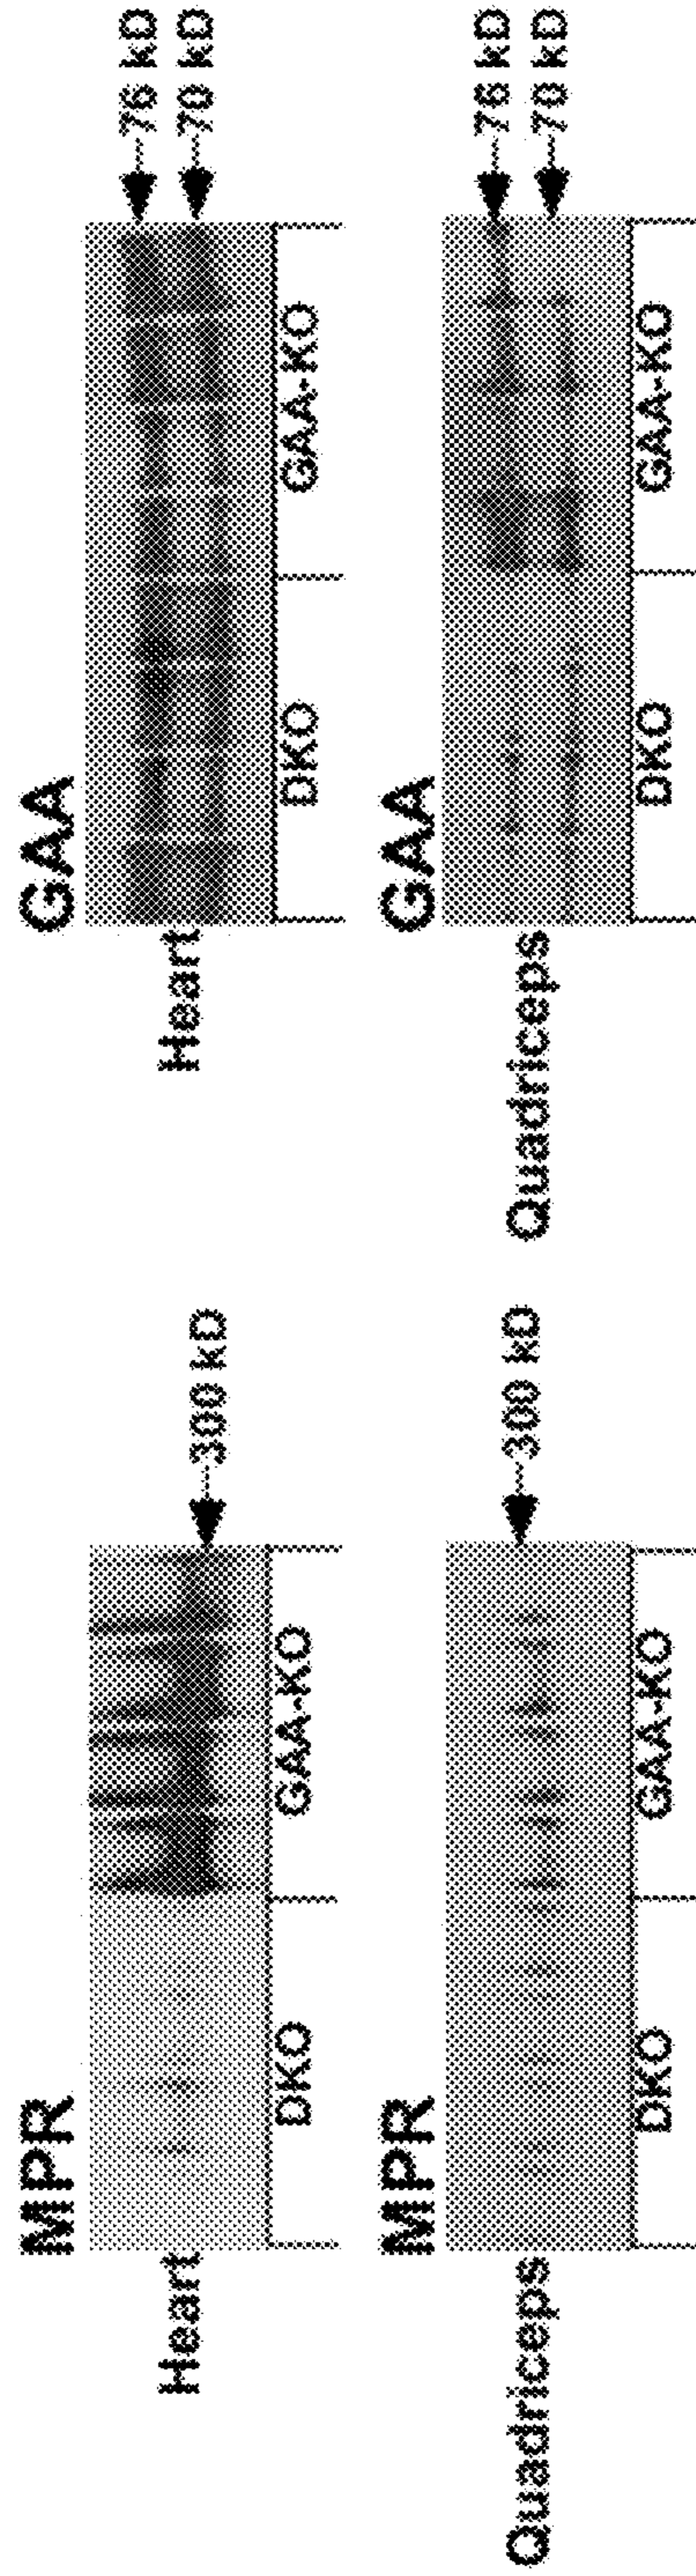 MPR
Heart
300 kD
DKO
GAA-KO
MPR
Quadriceps
300 kD
DKO
GAA-KO
GAA
Heart
76 kD
70 kD
DKO
GAA-KO
GAA
Quadriceps
76 kD
70 kD
DKO
GAA-KO